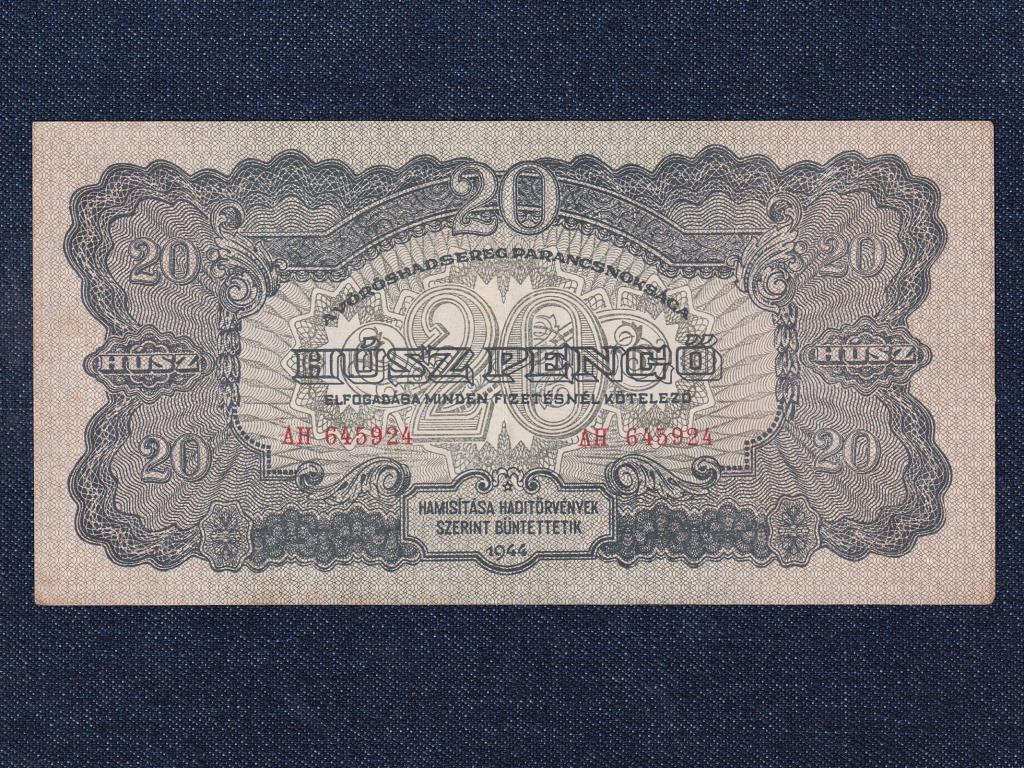 20
20 20
A VÖRÖSHADSEREG PARANCSNOKSÁGA
20
HÚSZ HÚSZ PENGŐ HÚSZ
ELFOGADÁSA MINDEN FIZETÉSNÉL KÖTELEZŐ
AH 645924 AH 645924
20 20
HAMISÍTÁSA HADITÖRVÉNYEK
SZERINT BÜNTETTETIK
1944